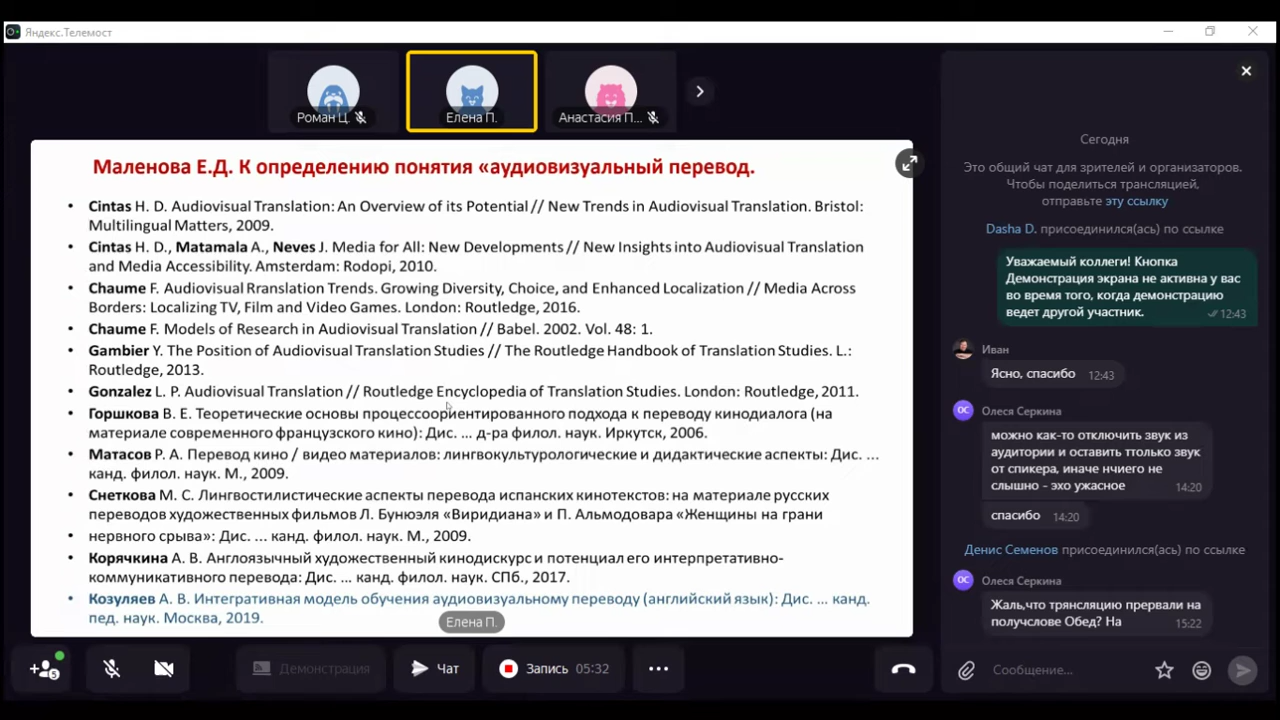 Яндекс.Телемост
Роман Ц.
Елена П.
Анастасия П...
Маленова Е.Д. К определению понятия «аудиовизуальный перевод.
• Cintas H. D. Audiovisual Translation: An Overview of its Potential // New Trends in Audiovisual Translation. Bristol:
Multilingual Matters, 2009.
• Cintas H. D., Matamala A., Neves J. Media for All: New Developments // New Insights into Audiovisual Translation
and Media Accessibility. Amsterdam: Rodopi, 2010.
• Chaume F. Audiovisual Rranslation Trends. Growing Diversity, Choice, and Enhanced Localization // Media Across
Borders: Localizing TV, Film and Video Games. London: Routledge, 2016.
• Chaume F. Models of Research in Audiovisual Translation // Babel. 2002. Vol. 48: 1.
• Gambier Y. The Position of Audiovisual Translation Studies // The Routledge Handbook of Translation Studies. L.:
Routledge, 2013.
• Gonzalez L. P. Audiovisual Translation // Routledge Encyclopedia of Translation Studies. London: Routledge, 2011.
• Горшкова В. Е. Теоретические основы процессоориентированного подхода к переводу кинодиалога (на
материале современного французского кино): Дис. ... д-ра филол. наук. Иркутск, 2006.
• Матасов Р. А. Перевод кино / видео материалов: лингвокультурологические и дидактические аспекты: Дис. ...
канд. филол. наук. М., 2009.
• Снеткова М. С. Лингвостилистические аспекты перевода испанских кинотекстов: на материале русских
переводов художественных фильмов Л. Бунюэля «Виридиана» и П. Альмодовара «Женщины на грани
• нервного срыва»: Дис. ... канд. филол. наук. М., 2009.
• Корячкина А. В. Англоязычный художественный кинодискурс и потенциал его интерпретативно-
коммуникативного перевода: Дис. ... канд. филол. наук. СПб., 2017.
• Козуляев А. В. Интегративная модель обучения аудиовизуальному переводу (английский язык): Дис. ... канд.
пед. наук. Москва, 2019.
Елена П.
5
Демонстрация
Чат
Запись 05:32
Сегодня
Это общий чат для зрителей и организаторов.
Чтобы поделиться трансляцией,
отправьте эту ссылку
Dasha D. присоединился(ась) по ссылке
Уважаемый коллеги! Кнопка
Демонстрация экрана не активна у вас
во время того, когда демонстрацию
ведет другой участник.
12:43
Иван
Ясно, спасибо 12:43
ОС Олеся Серкина
можно как-то отключить звук из
аудитории и оставить ттолько звук
от спикера, иначе нчиего не
слышно - эхо ужасное 14:20
спасибо 14:20
Денис Семенов присоединился(ась) по ссылке
ОС Олеся Серкина
Жаль,что трянсляцию прервали на
получслове Обед? На 15:22
Сообщение...